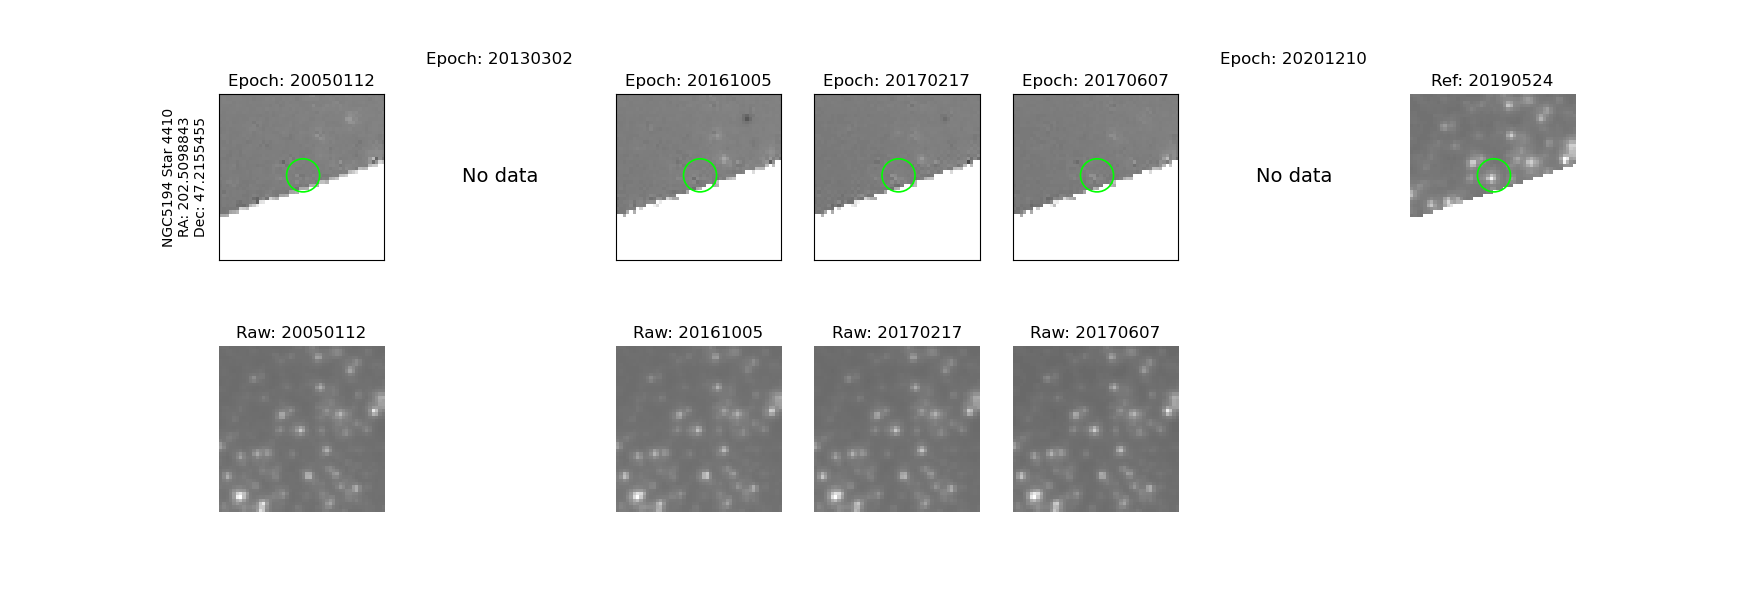 Epoch: 20130302
Epoch: 20201210
Epoch: 20050112
Epoch: 20161005
Epoch: 20170217
Epoch: 20170607
Ref: 20190524
NGC5194 Star 4410
RA: 202.5098843
Dec: 47.2155455
No data
No data
Raw: 20050112
Raw: 20161005
Raw: 20170217
Raw: 20170607